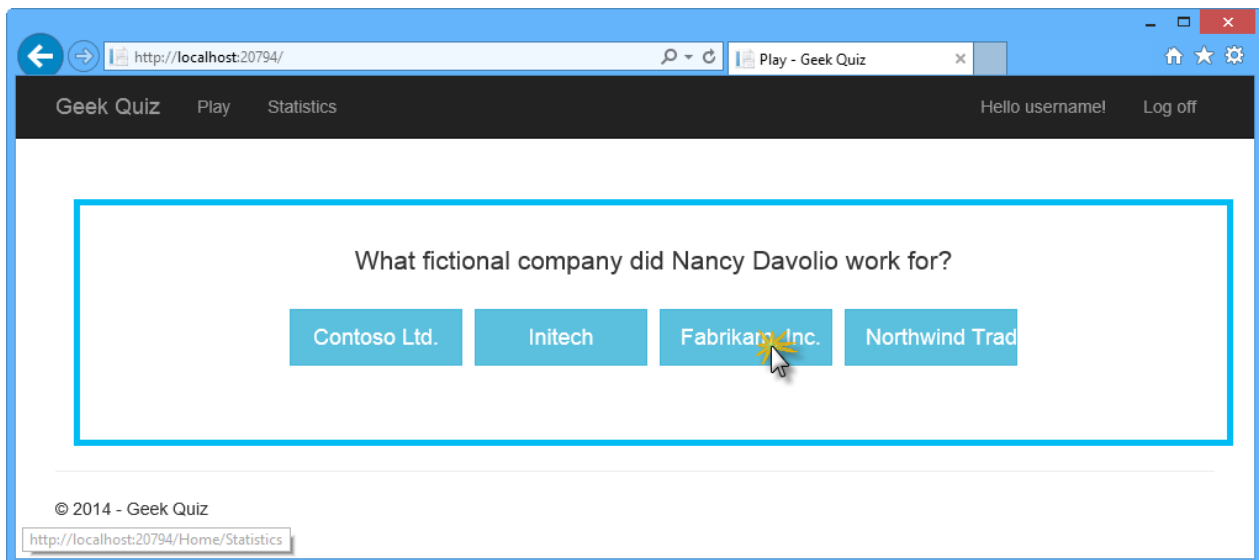 http://localhost:20794/
Play - Geek Quiz
Geek Quiz Play Statistics Hello username! Log off
What fictional company did Nancy Davolio work for?
Contoso Ltd. Initech Fabrikam, Inc. Northwind Trad
© 2014 - Geek Quiz
http://localhost:20794/Home/Statistics